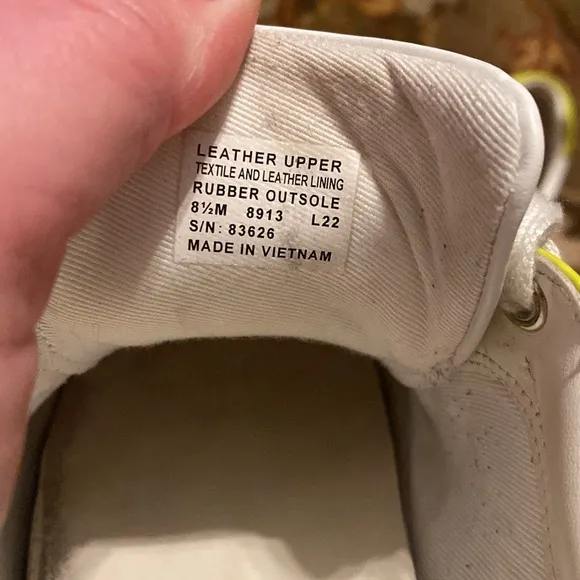 LEATHER UPPER
TEXTILE AND LEATHER LINING
RUBBER OUTSOLE
8½M 8913 L22
S/N: 83626
MADE IN VIETNAM